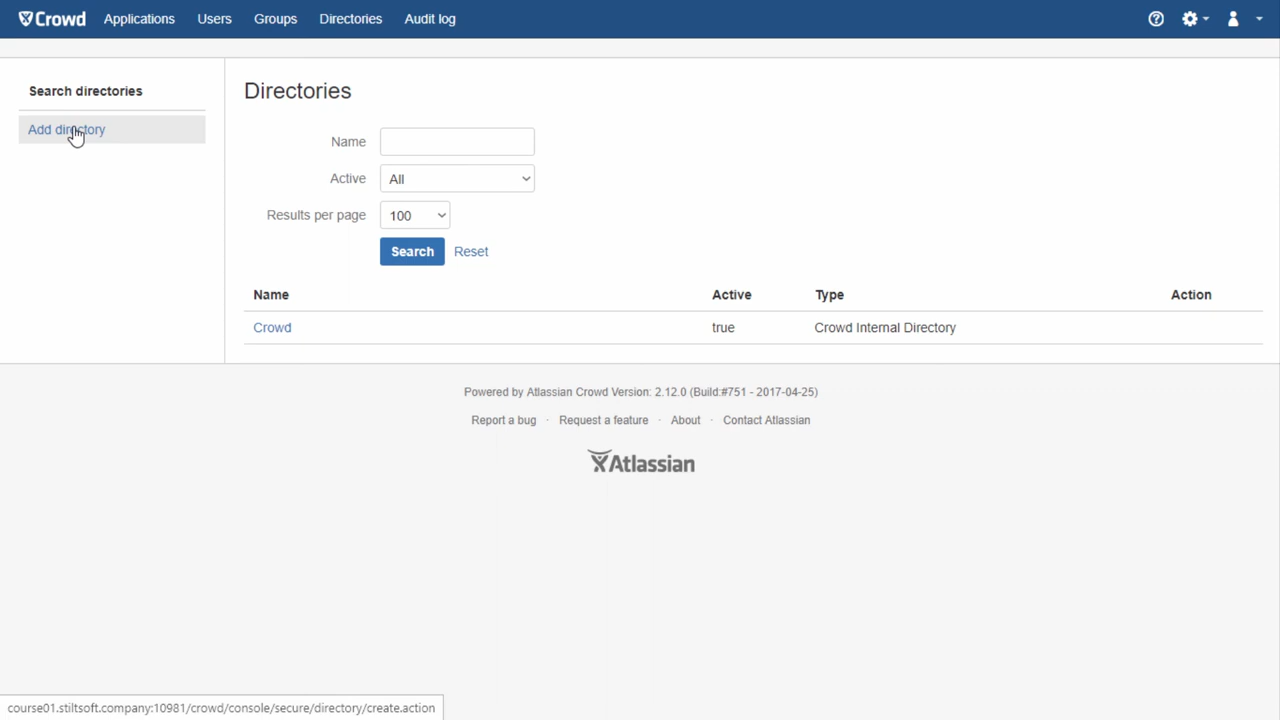 Crowd Applications Users Groups Directories Audit log
Search directories
Add directory
Directories
Name
Active All
Results per page 100
Search Reset
Name Active Type Action
Crowd true Crowd Internal Directory
Powered by Atlassian Crowd Version: 2.12.0 (Build:#751 - 2017-04-25)
Report a bug · Request a feature · About · Contact Atlassian
Atlassian
course01.stiltsoft.company:10981/crowd/console/secure/directory/create.action